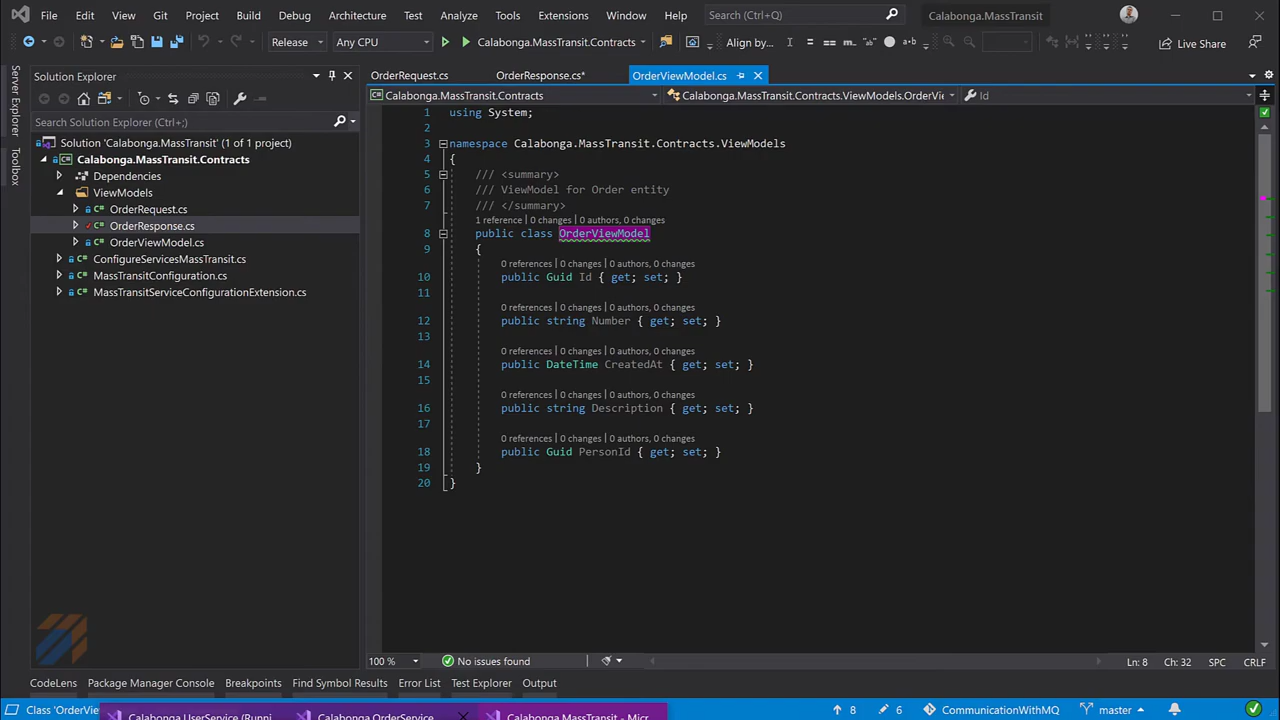 File Edit View Git Project Build Debug Architecture Test Analyze Tools Extensions Window Help Search (Ctrl+Q) Calabonga.MassTransit
Release Any CPU Calabonga.MassTransit.Contracts Align by... Live Share
Server Explorer
Toolbox
Solution Explorer
Search Solution Explorer (Ctrl+;)
Solution 'Calabonga.MassTransit' (1 of 1 project)
Calabonga.MassTransit.Contracts
Dependencies
ViewModels
OrderRequest.cs
OrderResponse.cs
OrderViewModel.cs
ConfigureServicesMassTransit.cs
MassTransitConfiguration.cs
MassTransitServiceConfigurationExtension.cs
OrderRequest.cs OrderResponse.cs* OrderViewModel.cs
Calabonga.MassTransit.Contracts Calabonga.MassTransit.Contracts.ViewModels.OrderVie Id
1 using System;
2
3 namespace Calabonga.MassTransit.Contracts.ViewModels
4 {
5 /// <summary>
6 /// ViewModel for Order entity
7 /// </summary>
1 reference | 0 changes | 0 authors, 0 changes
8 public class OrderViewModel
9 {
0 references | 0 changes | 0 authors, 0 changes
10 public Guid Id { get; set; }
11
0 references | 0 changes | 0 authors, 0 changes
12 public string Number { get; set; }
13
0 references | 0 changes | 0 authors, 0 changes
14 public DateTime CreatedAt { get; set; }
15
0 references | 0 changes | 0 authors, 0 changes
16 public string Description { get; set; }
17
0 references | 0 changes | 0 authors, 0 changes
18 public Guid PersonId { get; set; }
19 }
20 }
100 % No issues found Ln: 8 Ch: 32 SPC CRLF
CodeLens Package Manager Console Breakpoints Find Symbol Results Error List Test Explorer Output
Class 'OrderVie 8 6 CommunicationWithMQ master
Calabonga.UserService (Runni Calabonga.OrderService Calabonga.MassTransit - Micr